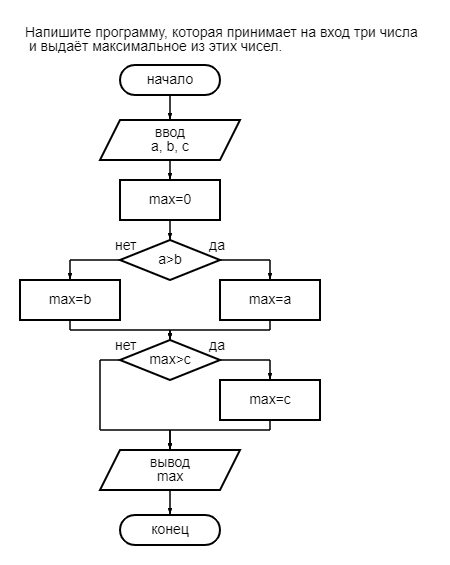 Напишите программу, которая принимает на вход три числа
и выдаёт максимальное из этих чисел.
начало
ввод
a, b, c
max=0
нет
да
a>b
max=b
max=a
нет
да
max>c
max=c
вывод
max
конец